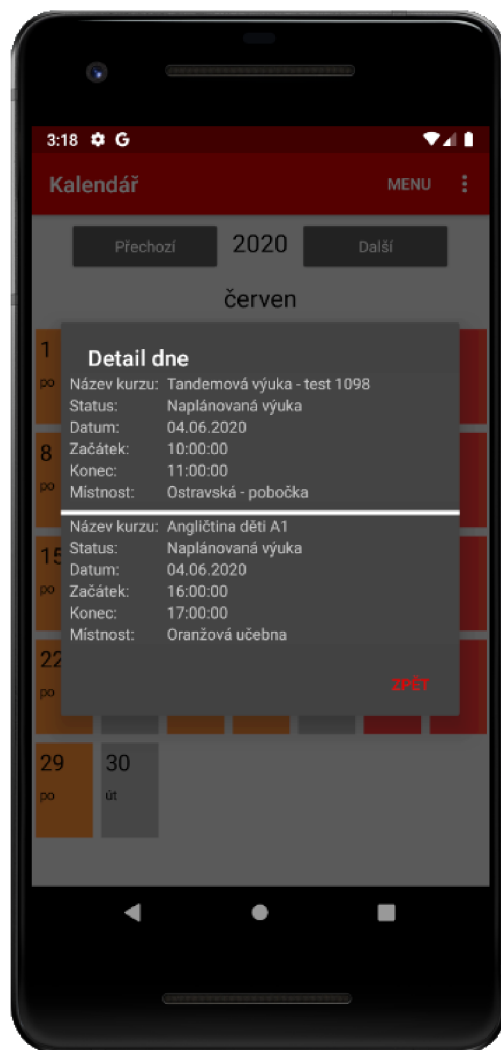 3:18 G
Kalendář MENU
Přechozí 2020 Další
červen
1
po
8
po
15
po
22
po
29 30
po út
Detail dne
Název kurzu: Tandemová výuka - test 1098
Status: Naplánovaná výuka
Datum: 04.06.2020
Začátek: 10:00:00
Konec: 11:00:00
Místnost: Ostravská - pobočka
Název kurzu: Angličtina děti A1
Status: Naplánovaná výuka
Datum: 04.06.2020
Začátek: 16:00:00
Konec: 17:00:00
Místnost: Oranžová učebna
ZPĚT